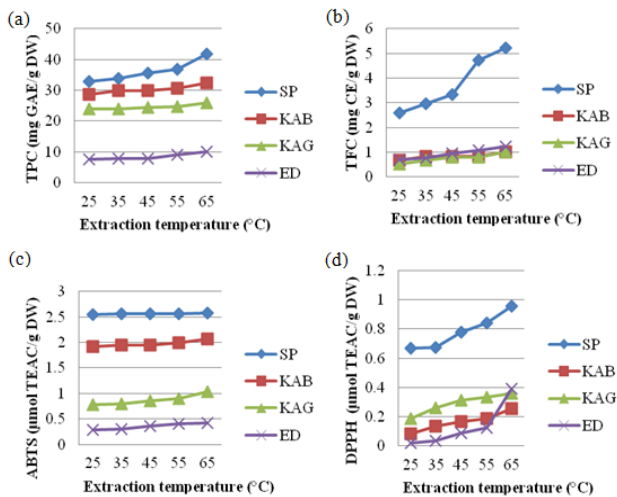 (a)
TPC (mg GAE/g DW)
50
40
30
20
10
0
25 35 45 55 65
Extraction temperature (°C)
SP
KAB
KAG
ED
(b)
TFC (mg CE/g DW)
6
5
4
3
2
1
0
25 35 45 55 65
Extraction temperature (°C)
SP
KAB
KAG
ED
(c)
ABTS (µmol TEAC/g DW)
3
2.5
2
1.5
1
0.5
0
25 35 45 55 65
Extraction temperature (°C)
SP
KAB
KAG
ED
(d)
DPPH (µmol TEAC/g DW)
1.2
1
0.8
0.6
0.4
0.2
0
25 35 45 55 65
Extraction temperature (°C)
SP
KAB
KAG
ED